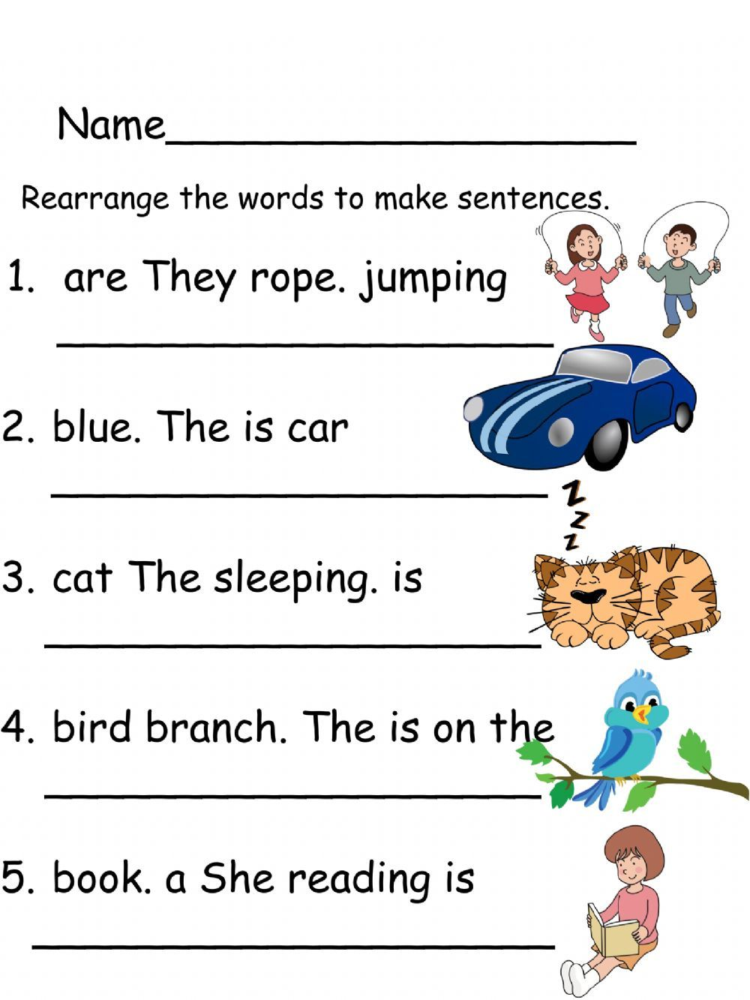 Name____________________
Rearrange the words to make sentences.
1. are They rope. jumping
2. blue. The is car
z
z
z
3. cat The sleeping. is
4. bird branch. The is on the
5. book. a She reading is